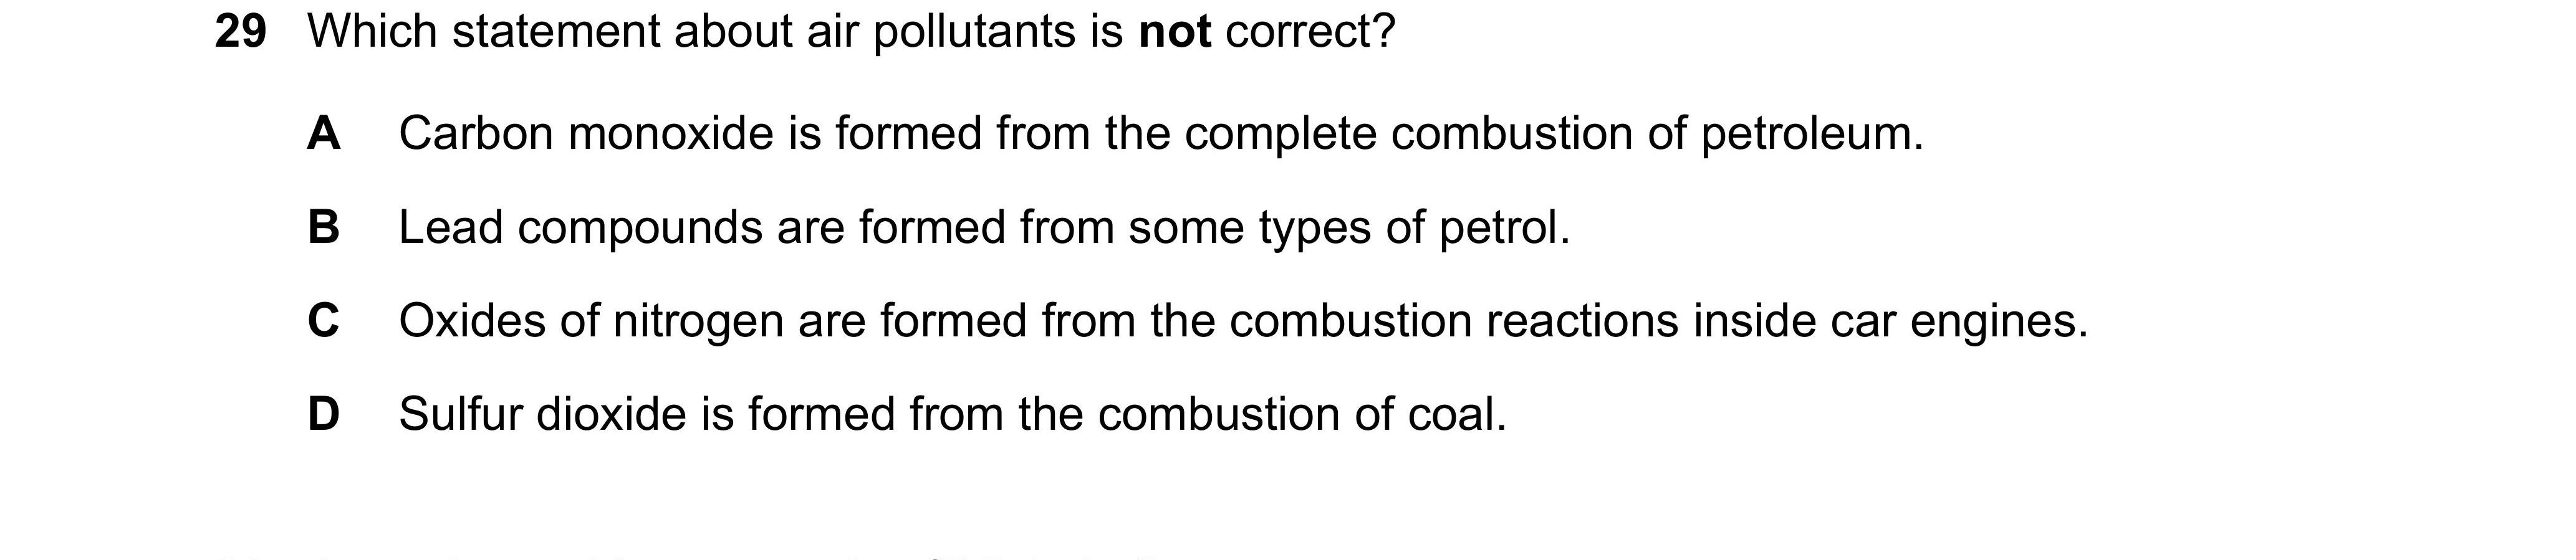 29 Which statement about air pollutants is not correct?
A Carbon monoxide is formed from the complete combustion of petroleum.
B Lead compounds are formed from some types of petrol.
C Oxides of nitrogen are formed from the combustion reactions inside car engines.
D Sulfur dioxide is formed from the combustion of coal.